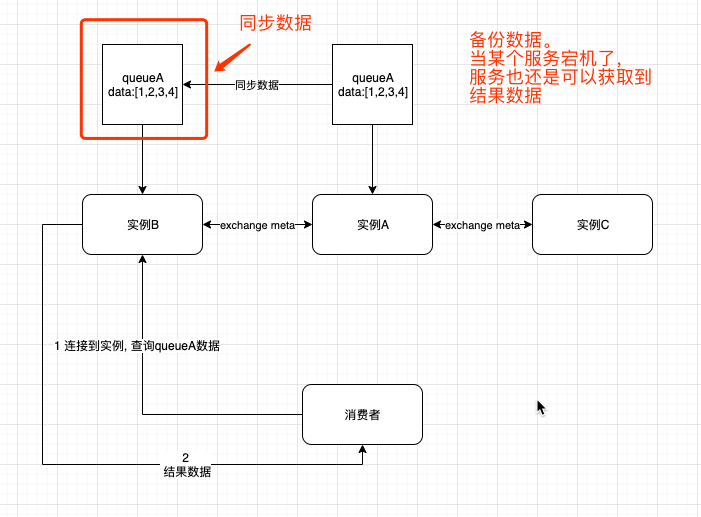 同步数据
备份数据。
当某个服务宕机了,
服务也还是可以获取到
结果数据
queueA
data:[1,2,3,4]
同步数据
queueA
data:[1,2,3,4]
实例B
exchange meta
实例A
exchange meta
实例C
1 连接到实例, 查询queueA数据
消费者
2
结果数据